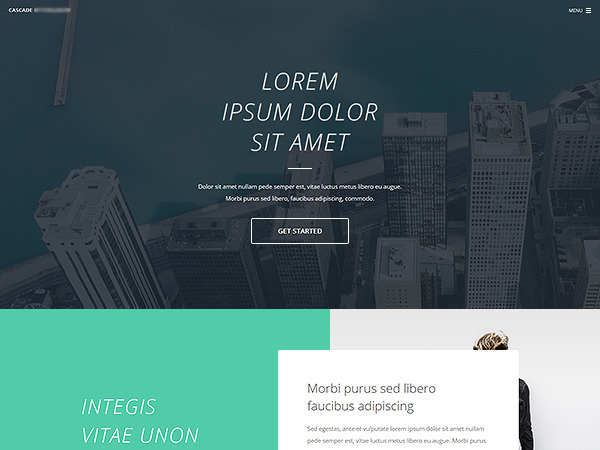 CASCADE
MENU
LOREM
IPSUM DOLOR
SIT AMET
Dolor sit amet nullam pede semper est, vitae luctus metus libero eu augue.
Morbi purus sed libero, faucibus adipiscing, commodo.
GET STARTED
INTEGIS
VITAE UNON
Morbi purus sed libero
faucibus adipiscing
Sed egestas, ante et vulputate lorem ipsum dolor sit amet nullam
pede semper est, vitae luctus metus libero eu augue. Morbi purus